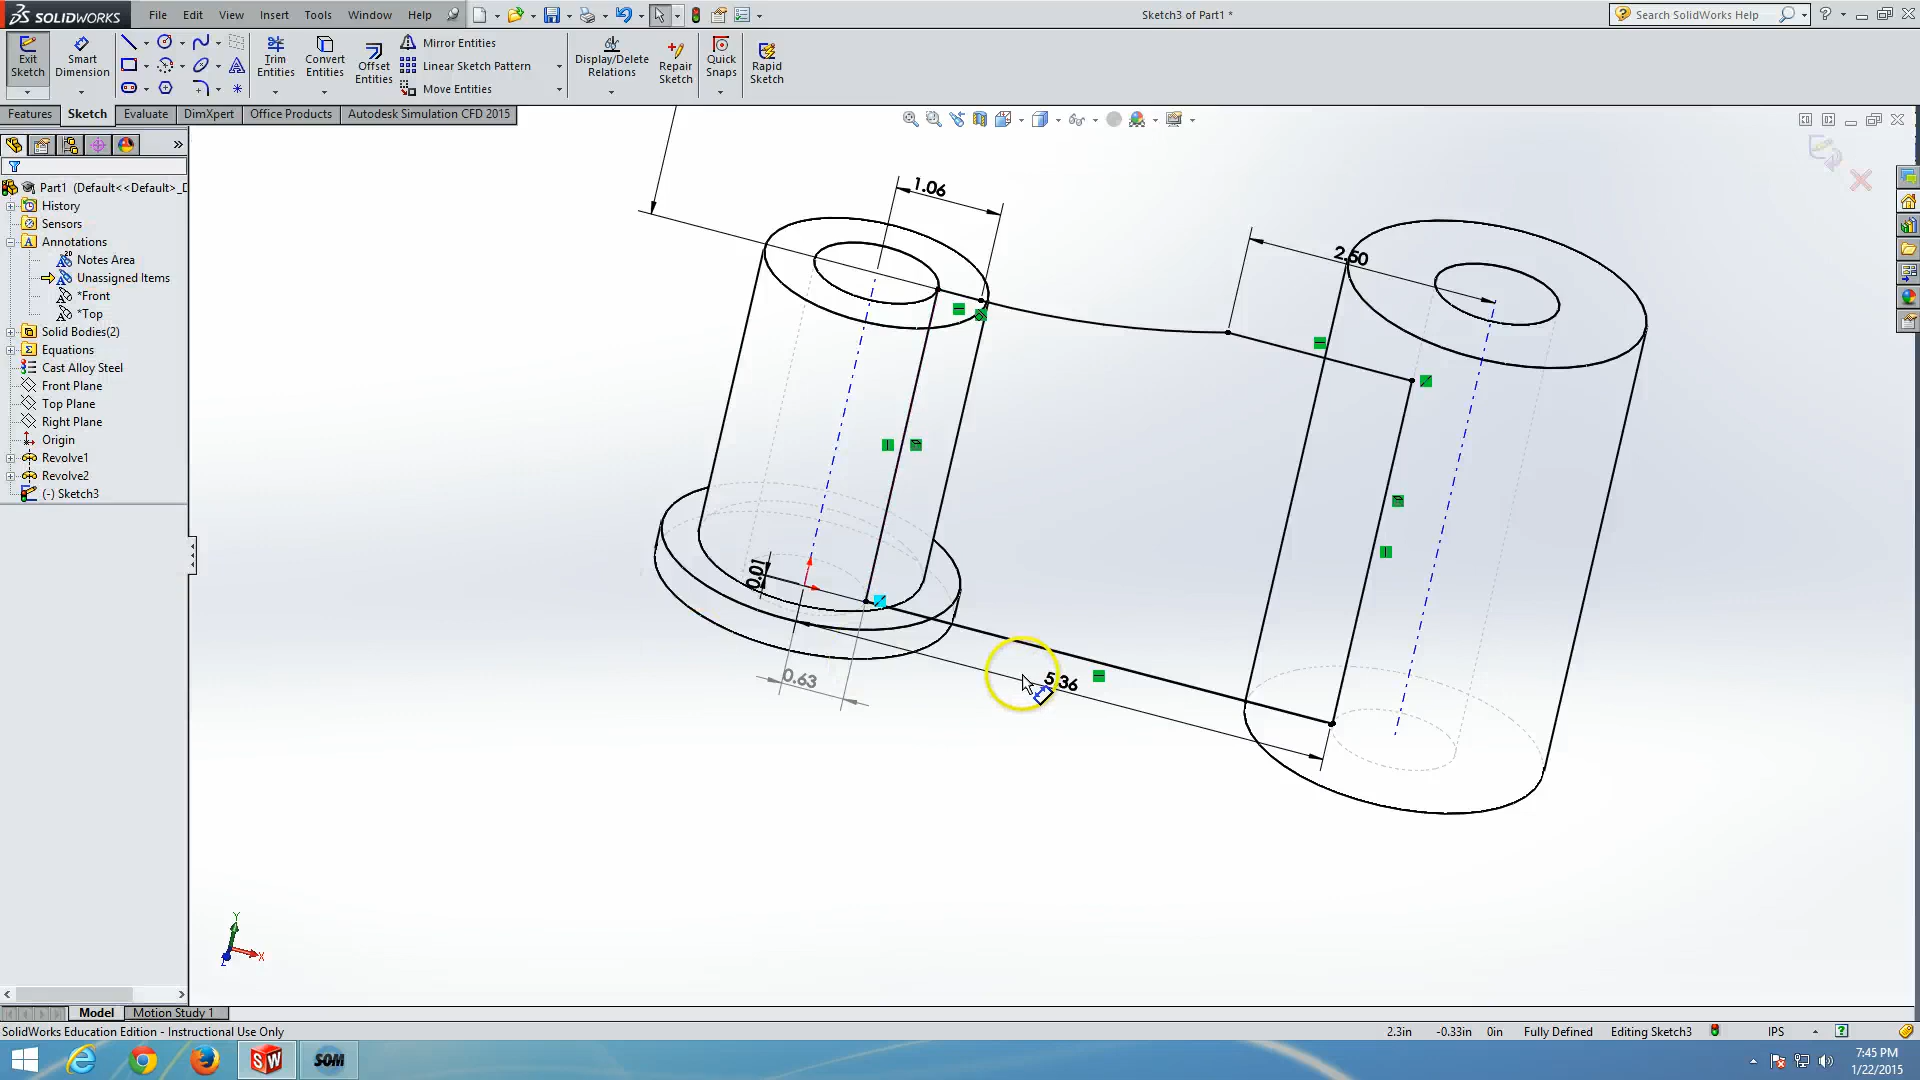 SOLIDWORKS File Edit View Insert Tools Window Help Sketch3 of Part1 * Search SolidWorks Help
Exit Sketch
Smart Dimension
Trim Entities
Convert Entities
Offset Entities
Mirror Entities
Linear Sketch Pattern
Move Entities
Display/Delete Relations
Repair Sketch
Quick Snaps
Rapid Sketch
Features Sketch Evaluate DimXpert Office Products Autodesk Simulation CFD 2015
Part1 (Default<<Default>_D
History
Sensors
Annotations
Notes Area
Unassigned Items
*Front
*Top
Solid Bodies(2)
Equations
Cast Alloy Steel
Front Plane
Top Plane
Right Plane
Origin
Revolve1
Revolve2
(-) Sketch3
1.06
2.50
0.01
0.63
5.36
Y
X
Z
Model Motion Study 1
SolidWorks Education Edition - Instructional Use Only 2.3in -0.33in 0in Fully Defined Editing Sketch3 IPS
SW SOM
7:45 PM
1/22/2015